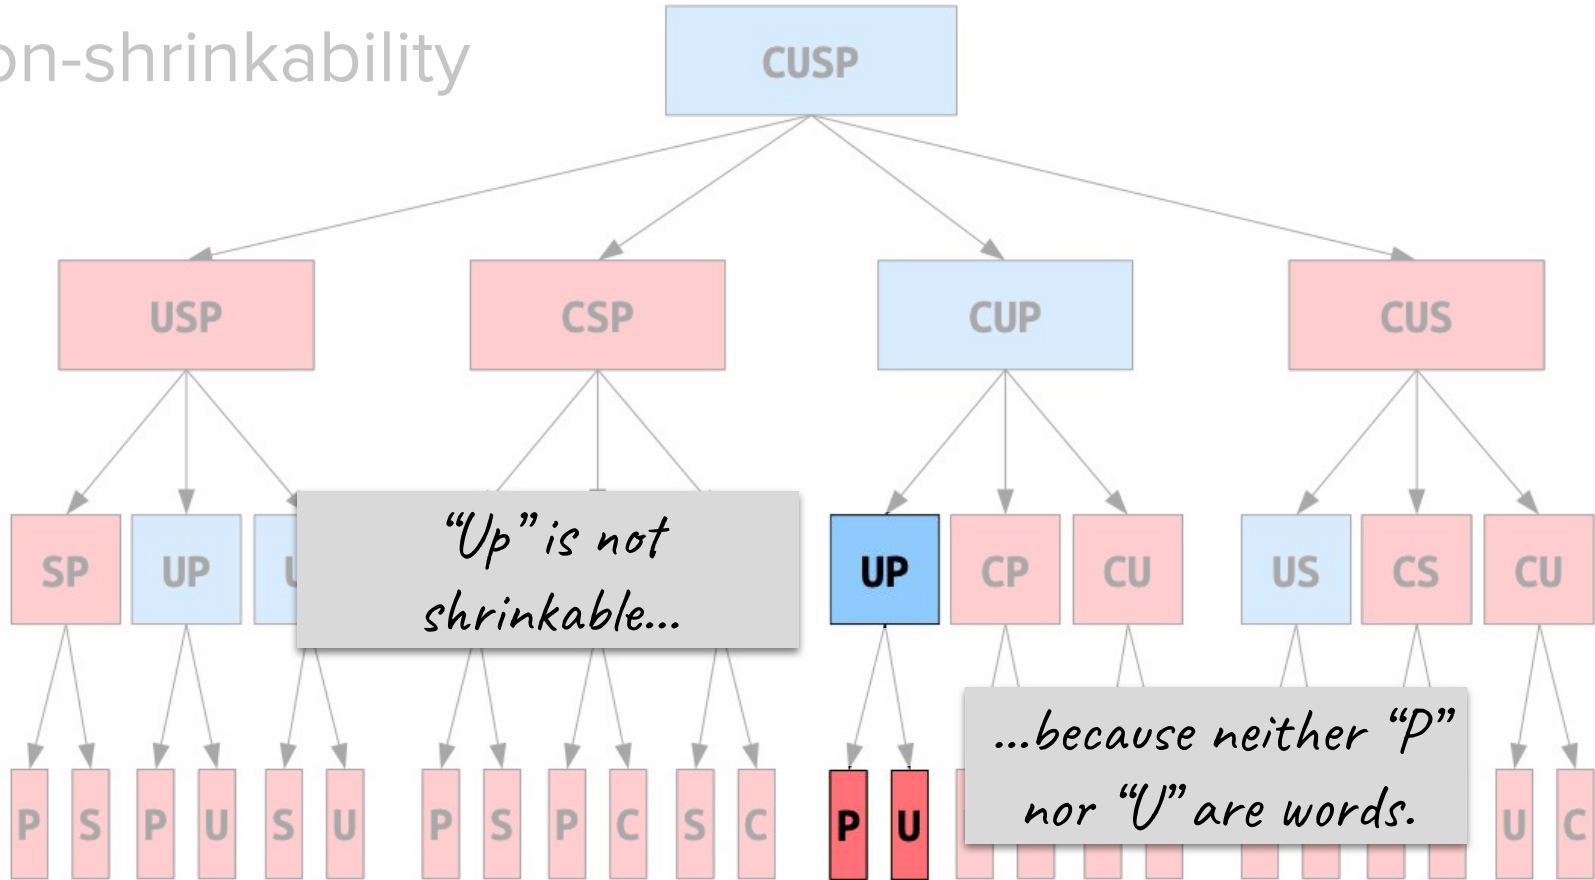 on-shrinkability
CUSP
USP CSP CUP CUS
SP UP U UP CP CU US CS CU
“Up” is not
shrinkable...
P S P U S U P S P C S C P U U C
...because neither “P”
nor “U” are words.